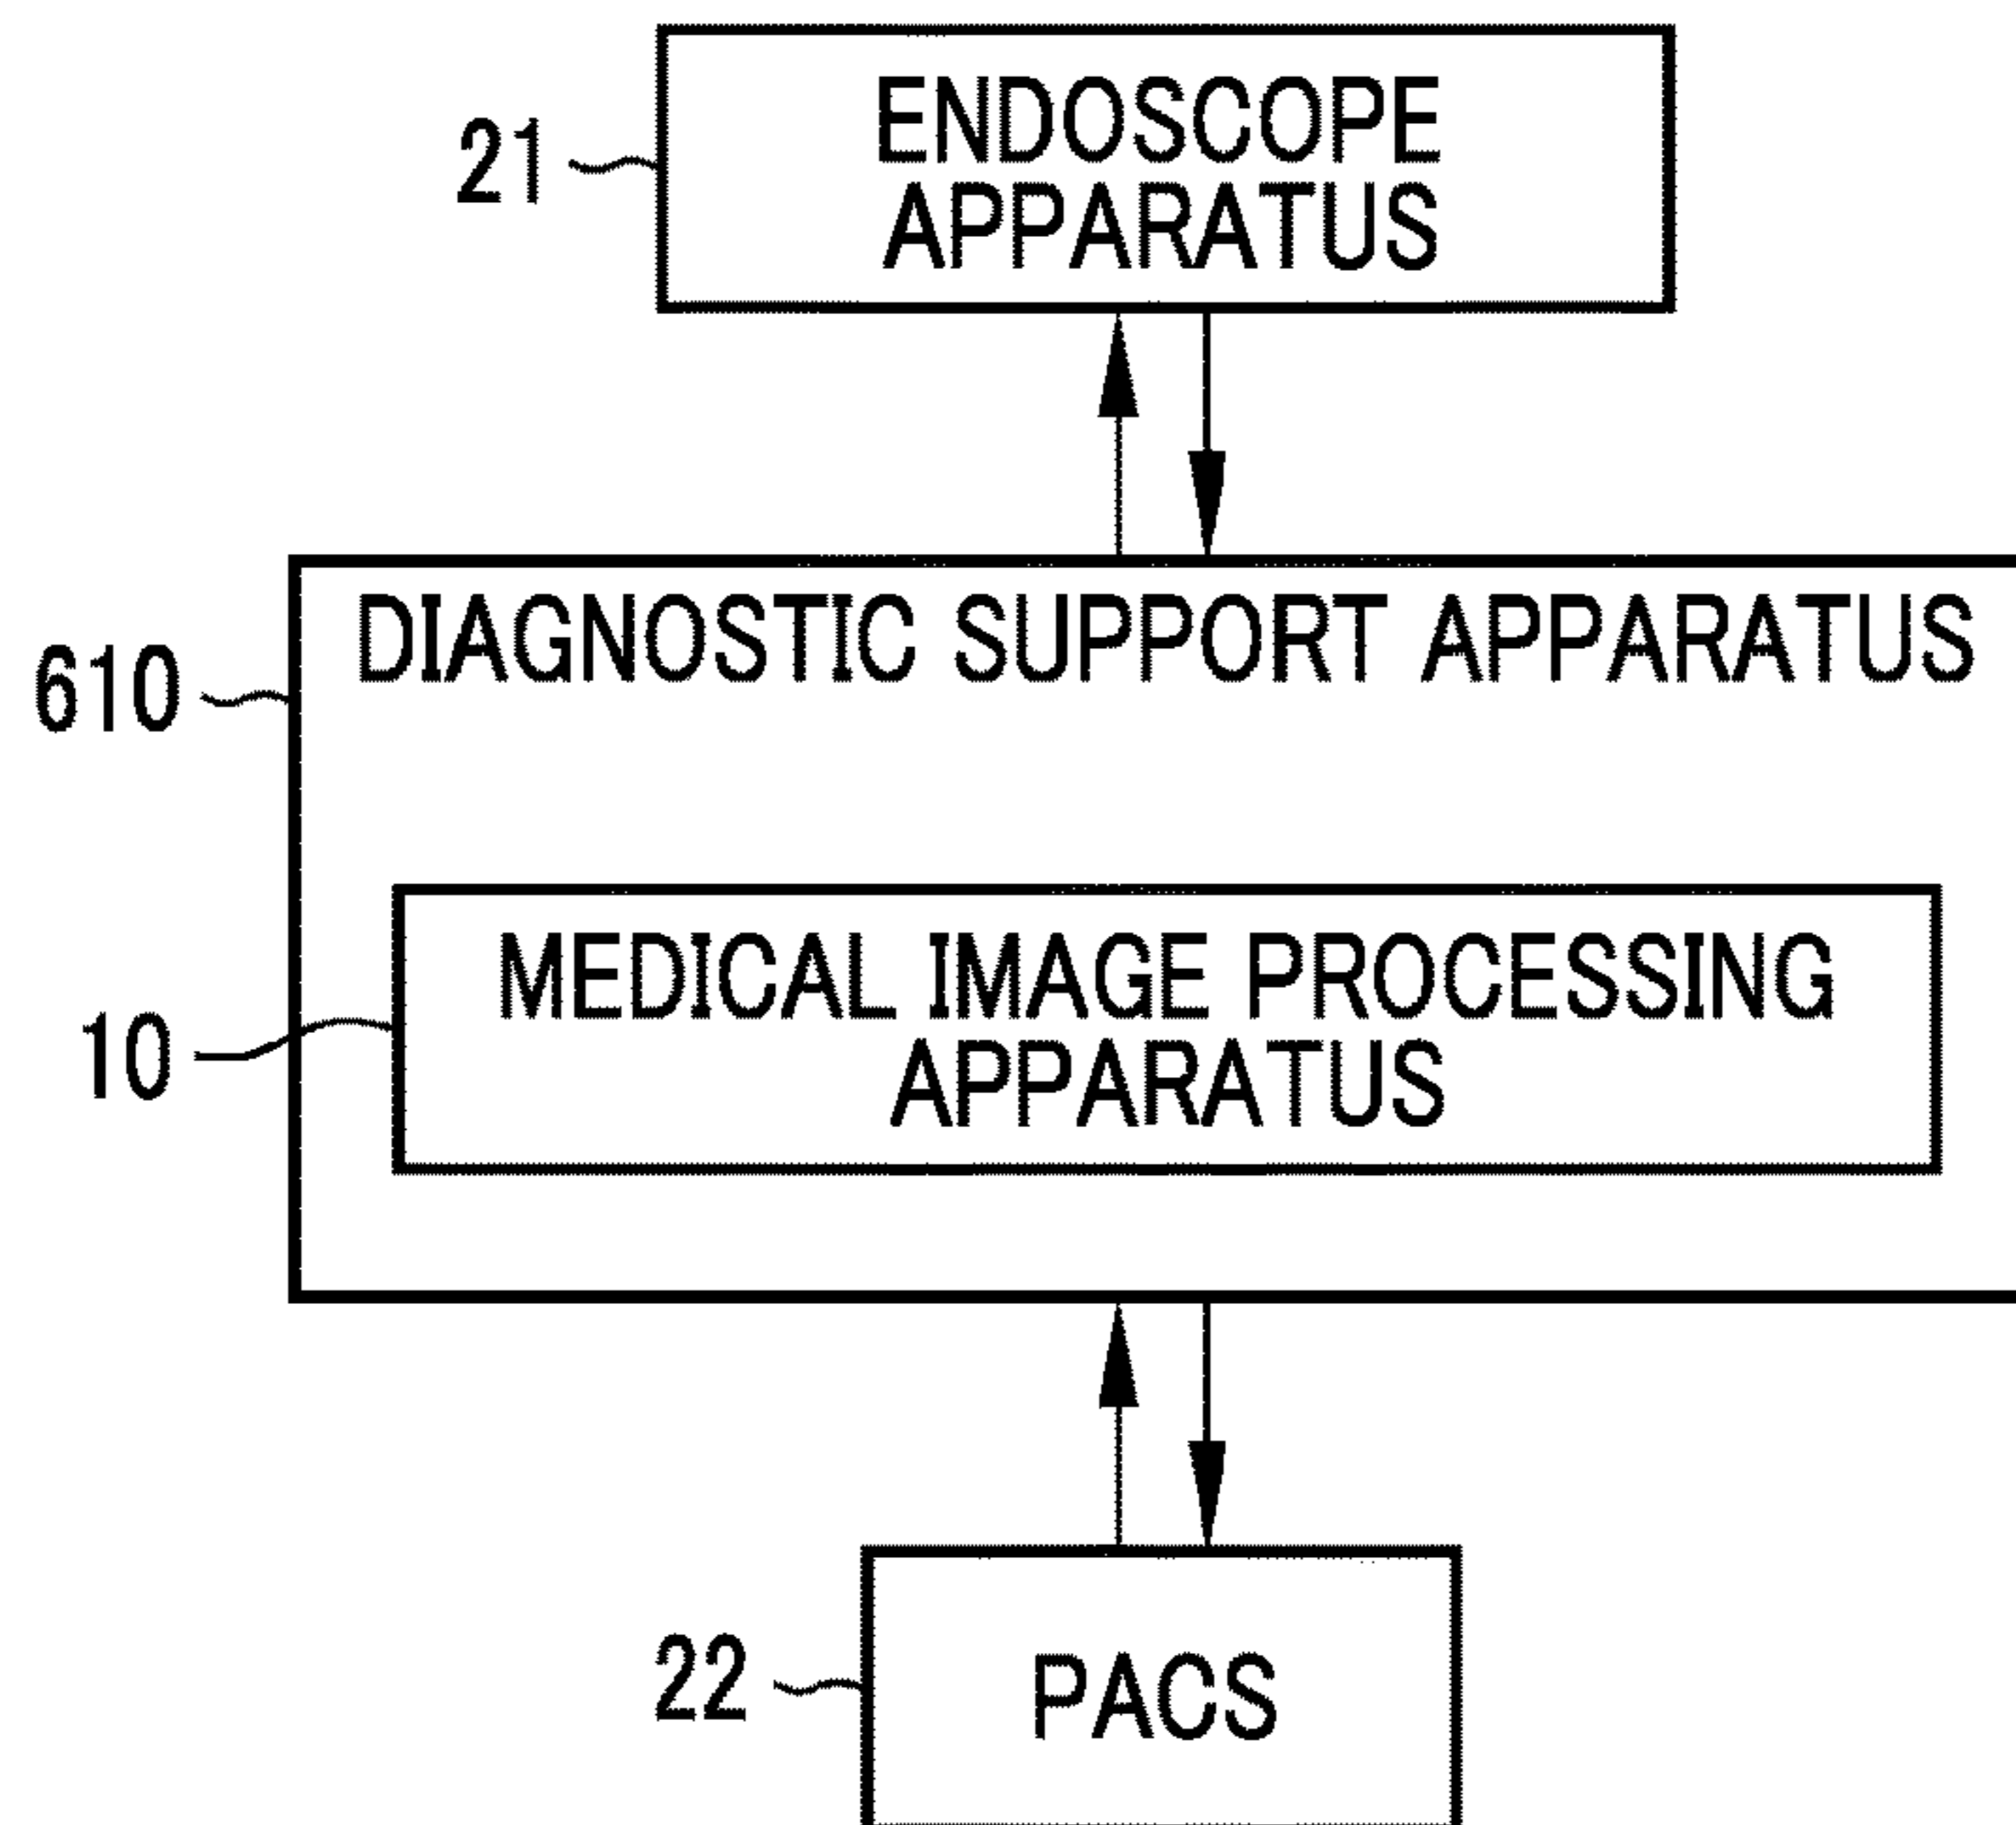 21
ENDOSCOPE
APPARATUS
610
DIAGNOSTIC SUPPORT APPARATUS
10
MEDICAL IMAGE PROCESSING
APPARATUS
22
PACS